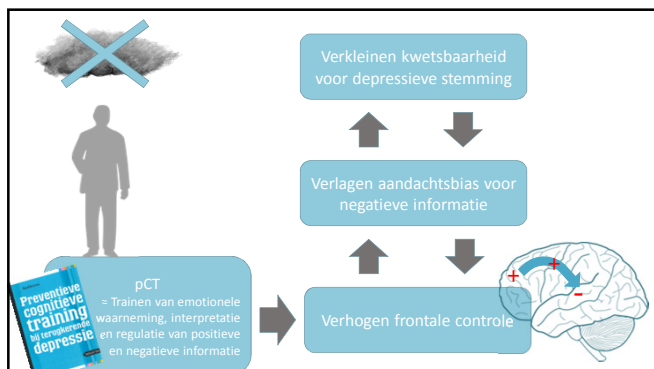 Verkleinen kwetsbaarheid
voor depressieve stemming
Verlagen aandachtsbias voor
negatieve informatie
pCT
= Trainen van emotionele
waarneming, interpretatie
en regulatie van positieve
en negatieve informatie
Preventieve
cognitieve
training
bij terugkerende
depressie
Verhogen frontale controle
+
+
-